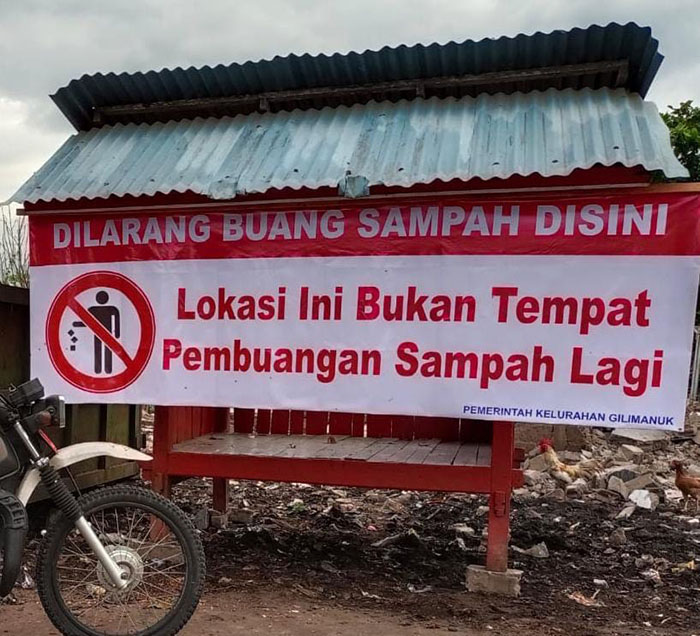 DILARANG BUANG SAMPAH DISINI
Lokasi Ini Bukan Tempat
Pembuangan Sampah Lagi
PEMERINTAH KELURAHAN GILIMANUK